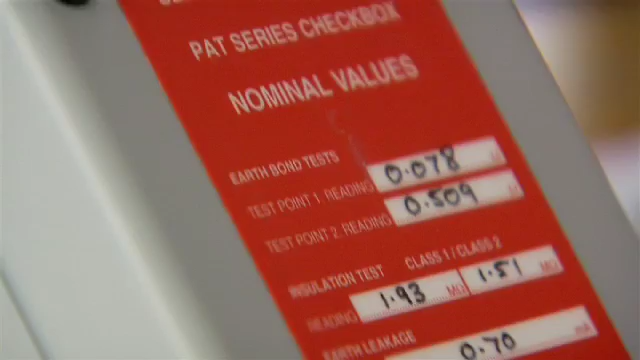 PAT SERIES CHECKBOX
NOMINAL VALUES
EARTH BOND TESTS
TEST POINT 1. READING 0.078 Ω
TEST POINT 2. READING 0.509 Ω
INSULATION TEST CLASS 1 / CLASS 2
READING 1.93 MΩ 1.51 MΩ
EARTH LEAKAGE 0.70 mA